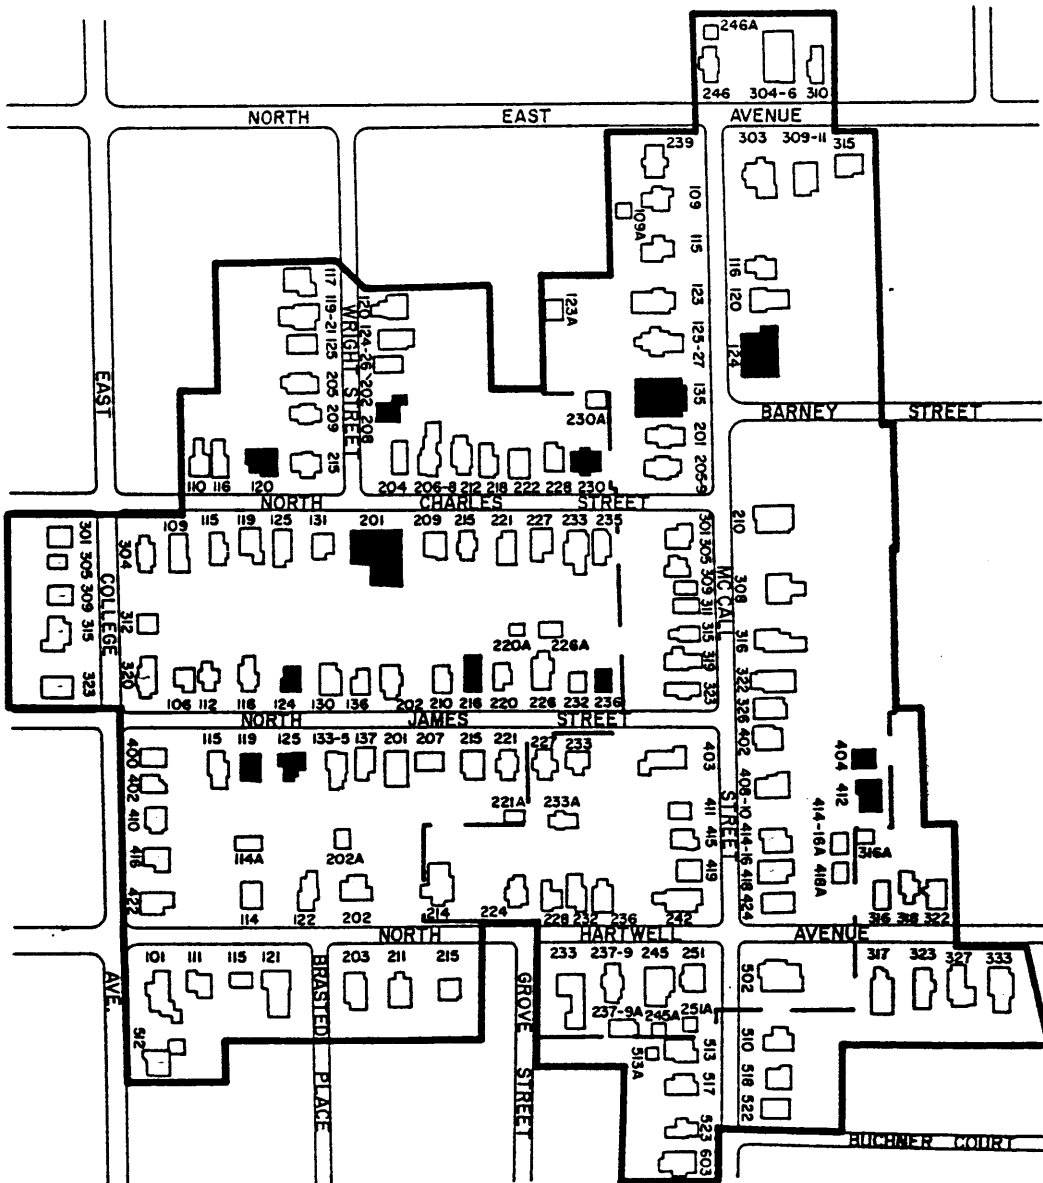 246A
246 304-6 310
NORTH EAST AVENUE
239 303 309-11 315
109
109A
115
116
117
119-21
125
205
209
215
120
124-26
202
208
WRIGHT STREET
123A
123
120
125-27
124
135
230A
BARNEY STREET
201
205-9
EAST
110 116 120
204 206-8 212 218 222 228 230
NORTH CHARLES STREET
109 115 119 125 131 201 209 215 221 227 233 235
301
305
309
315
323
COLLEGE
304
312
320
301
305
309
311
315
319
323
MC CALL
210
308
316
322
326
402
220A 226A
106 112 118 124 130 136 202 210 216 220 226 232 236
NORTH JAMES STREET
115 119 125 133-5 137 201 207 215 221 227 233
400
402
410
416
422
403
411
415
419
STREET
404
412
408-10
414-16
414-16A
418
418A
424
316A
221A 233A
114A 202A
114 122 202 214 224 228 232 236 242
316 318 322
NORTH HARTWELL AVENUE
101 111 115 121 203 211 215 233 237-9 245 251
502
317 323 327 333
AVE.
BRASTED PLACE
GROVE STREET
237-9A 245A 251A
512
513A
513
517
523
603
510
518
522
BUCHNER COURT